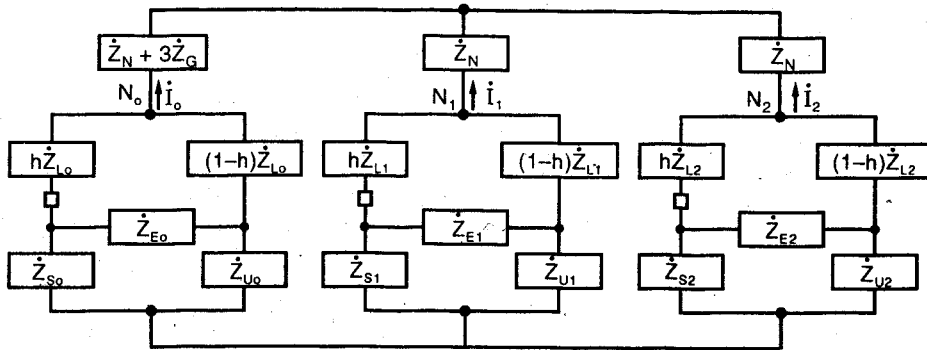 Ż_N + 3Ż_G Ż_N Ż_N
N_o İ_o N_1 İ_1 N_2 İ_2
hŻ_Lo (1–h)Ż_Lo hŻ_L1 (1–h)Ż_L1 hŻ_L2 (1–h)Ż_L2
Ż_Eo Ż_E1 Ż_E2
Ż_So Ż_Uo Ż_S1 Ż_U1 Ż_S2 Ż_U2